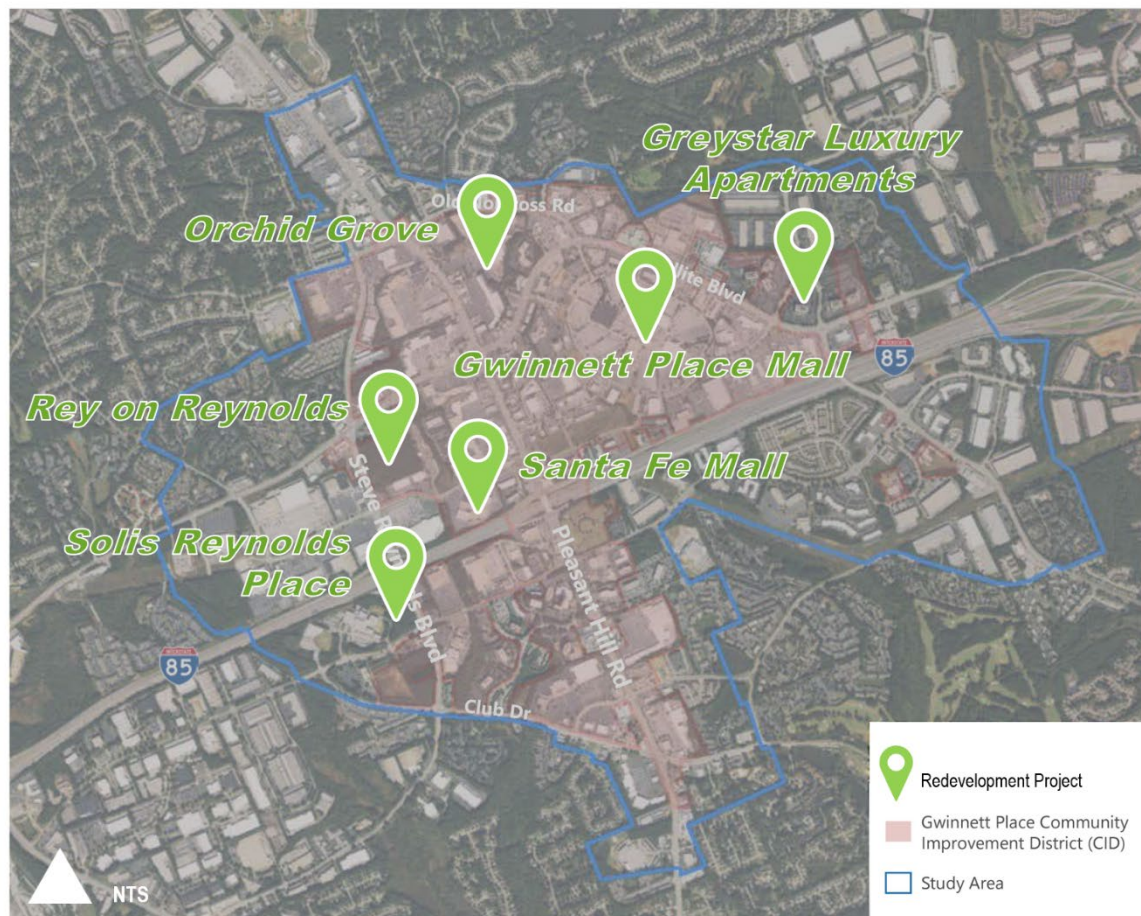 Greystar Luxury
Apartments
Orchid Grove
Gwinnett Place Mall
85
Rey on Reynolds
Santa Fe Mall
Solis Reynolds
Place
Pleasant Hill Rd
Blvd
85
Club Dr
Redevelopment Project
Gwinnett Place Community
Improvement District (CID)
Study Area
NTS